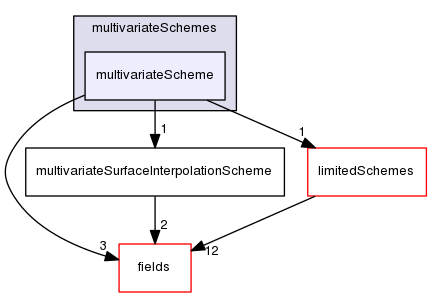 multivariateSchemes
multivariateScheme
1
1
multivariateSurfaceInterpolationScheme
limitedSchemes
2
3
12
fields